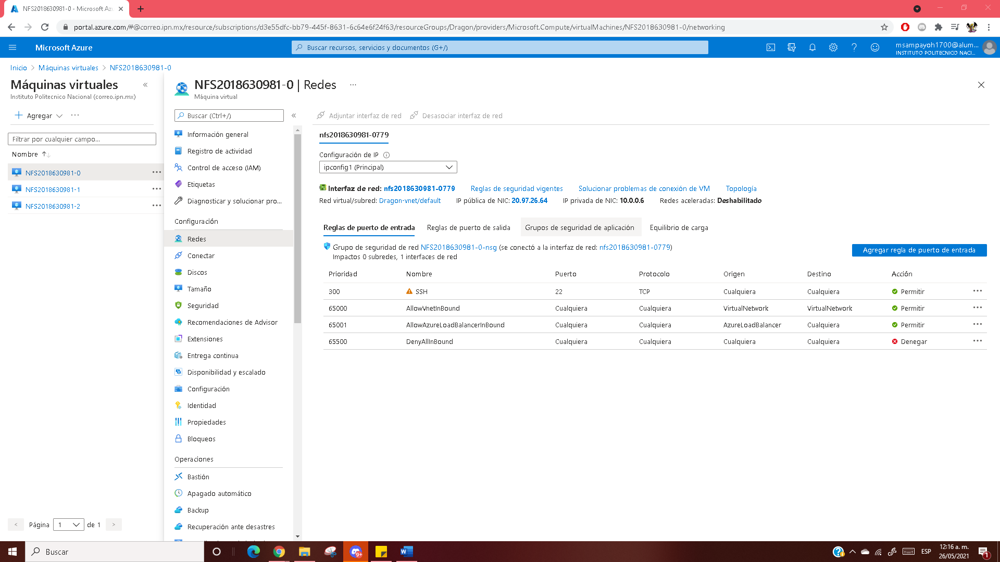 NFS2018630981-0 - Microsoft Azu
portal.azure.com/#@correo.ipn.mx/resource/subscriptions/d3e55dfc-bb79-445f-8631-6c64e6f24f63/resourceGroups/Dragon/providers/Microsoft.Compute/virtualMachines/NFS2018630981-0/networking
Microsoft Azure
Buscar recursos, servicios y documentos (G+/)
msampayoh1700@alum...
INSTITUTO POLITECNICO NACI...
Inicio > Máquinas virtuales > NFS2018630981-0
Máquinas virtuales
Instituto Politecnico Nacional (correo.ipn.mx)
Agregar
Filtrar por cualquier campo...
Nombre
NFS2018630981-0
NFS2018630981-1
NFS2018630981-2
Página 1 de 1
NFS2018630981-0 | Redes
Máquina virtual
Buscar (Ctrl+/)
Información general
Registro de actividad
Control de acceso (IAM)
Etiquetas
Diagnosticar y solucionar pro...
Configuración
Redes
Conectar
Discos
Tamaño
Seguridad
Recomendaciones de Advisor
Extensiones
Entrega continua
Disponibilidad y escalado
Configuración
Identidad
Propiedades
Bloqueos
Operaciones
Bastión
Apagado automático
Backup
Recuperación ante desastres
Adjuntar interfaz de red Desasociar interfaz de red
nfs2018630981-0779
Configuración de IP
ipconfig1 (Principal)
Interfaz de red: nfs2018630981-0779 Reglas de seguridad vigentes Solucionar problemas de conexión de VM Topología
Red virtual/subred: Dragon-vnet/default IP pública de NIC: 20.97.26.64 IP privada de NIC: 10.0.0.6 Redes aceleradas: Deshabilitado
Reglas de puerto de entrada Reglas de puerto de salida Grupos de seguridad de aplicación Equilibrio de carga
Grupo de seguridad de red NFS2018630981-0-nsg (se conectó a la interfaz de red: nfs2018630981-0779)
Impactos 0 subredes, 1 interfaces de red
Agregar regla de puerto de entrada
Prioridad Nombre Puerto Protocolo Origen Destino Acción
300 SSH 22 TCP Cualquiera Cualquiera Permitir
65000 AllowVnetInBound Cualquiera Cualquiera VirtualNetwork VirtualNetwork Permitir
65001 AllowAzureLoadBalancerInBound Cualquiera Cualquiera AzureLoadBalancer Cualquiera Permitir
65500 DenyAllInBound Cualquiera Cualquiera Cualquiera Cualquiera Denegar
Buscar
9+
ESP
12:16 a. m.
26/05/2021
1